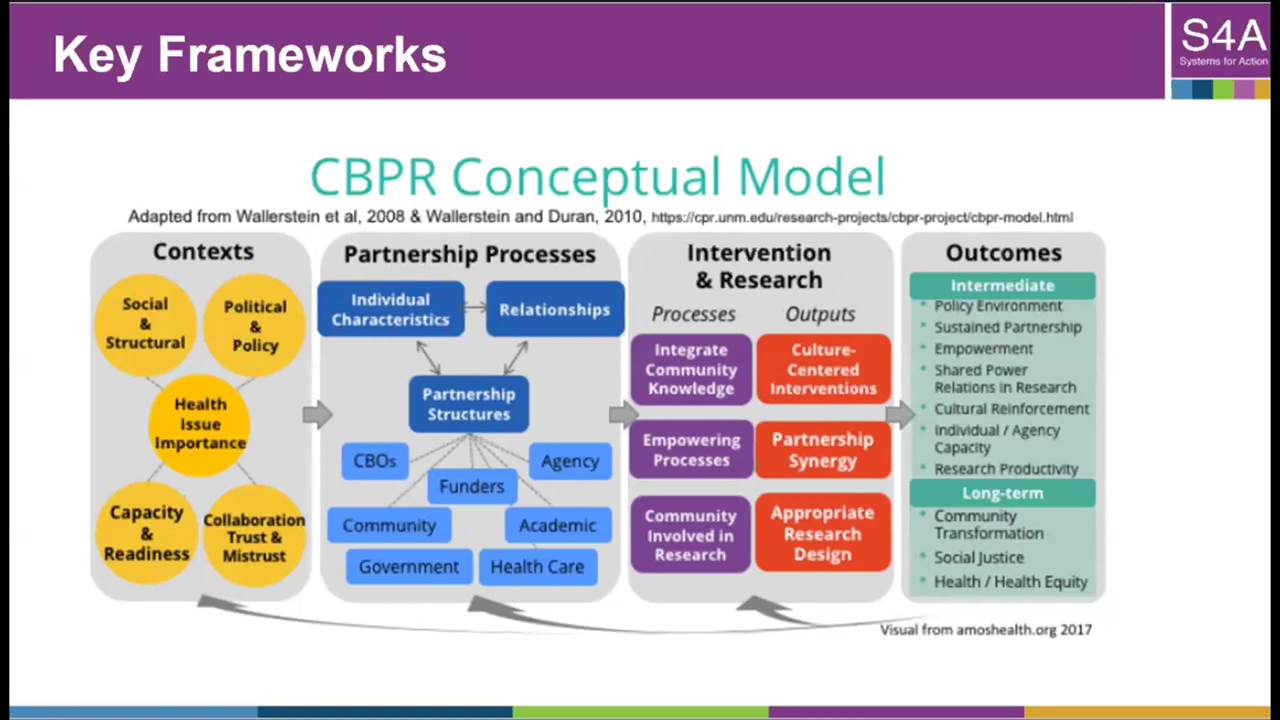 Key Frameworks
S4A
Systems for Action
CBPR Conceptual Model
Adapted from Wallerstein et al, 2008 & Wallerstein and Duran, 2010, https://cpr.unm.edu/research-projects/cbpr-project/cbpr-model.html
Contexts
Social
&
Structural
Political
&
Policy
Health
Issue
Importance
Capacity
&
Readiness
Collaboration
Trust &
Mistrust
Partnership Processes
Individual
Characteristics
Relationships
Partnership
Structures
CBOs
Agency
Funders
Community
Academic
Government
Health Care
Intervention
& Research
Processes
Outputs
Integrate
Community
Knowledge
Culture-
Centered
Interventions
Empowering
Processes
Partnership
Synergy
Community
Involved in
Research
Appropriate
Research
Design
Outcomes
Intermediate
• Policy Environment
• Sustained Partnership
• Empowerment
• Shared Power
Relations in Research
• Cultural Reinforcement
• Individual / Agency
Capacity
• Research Productivity
Long-term
• Community
Transformation
• Social Justice
• Health / Health Equity
Visual from amoshealth.org 2017